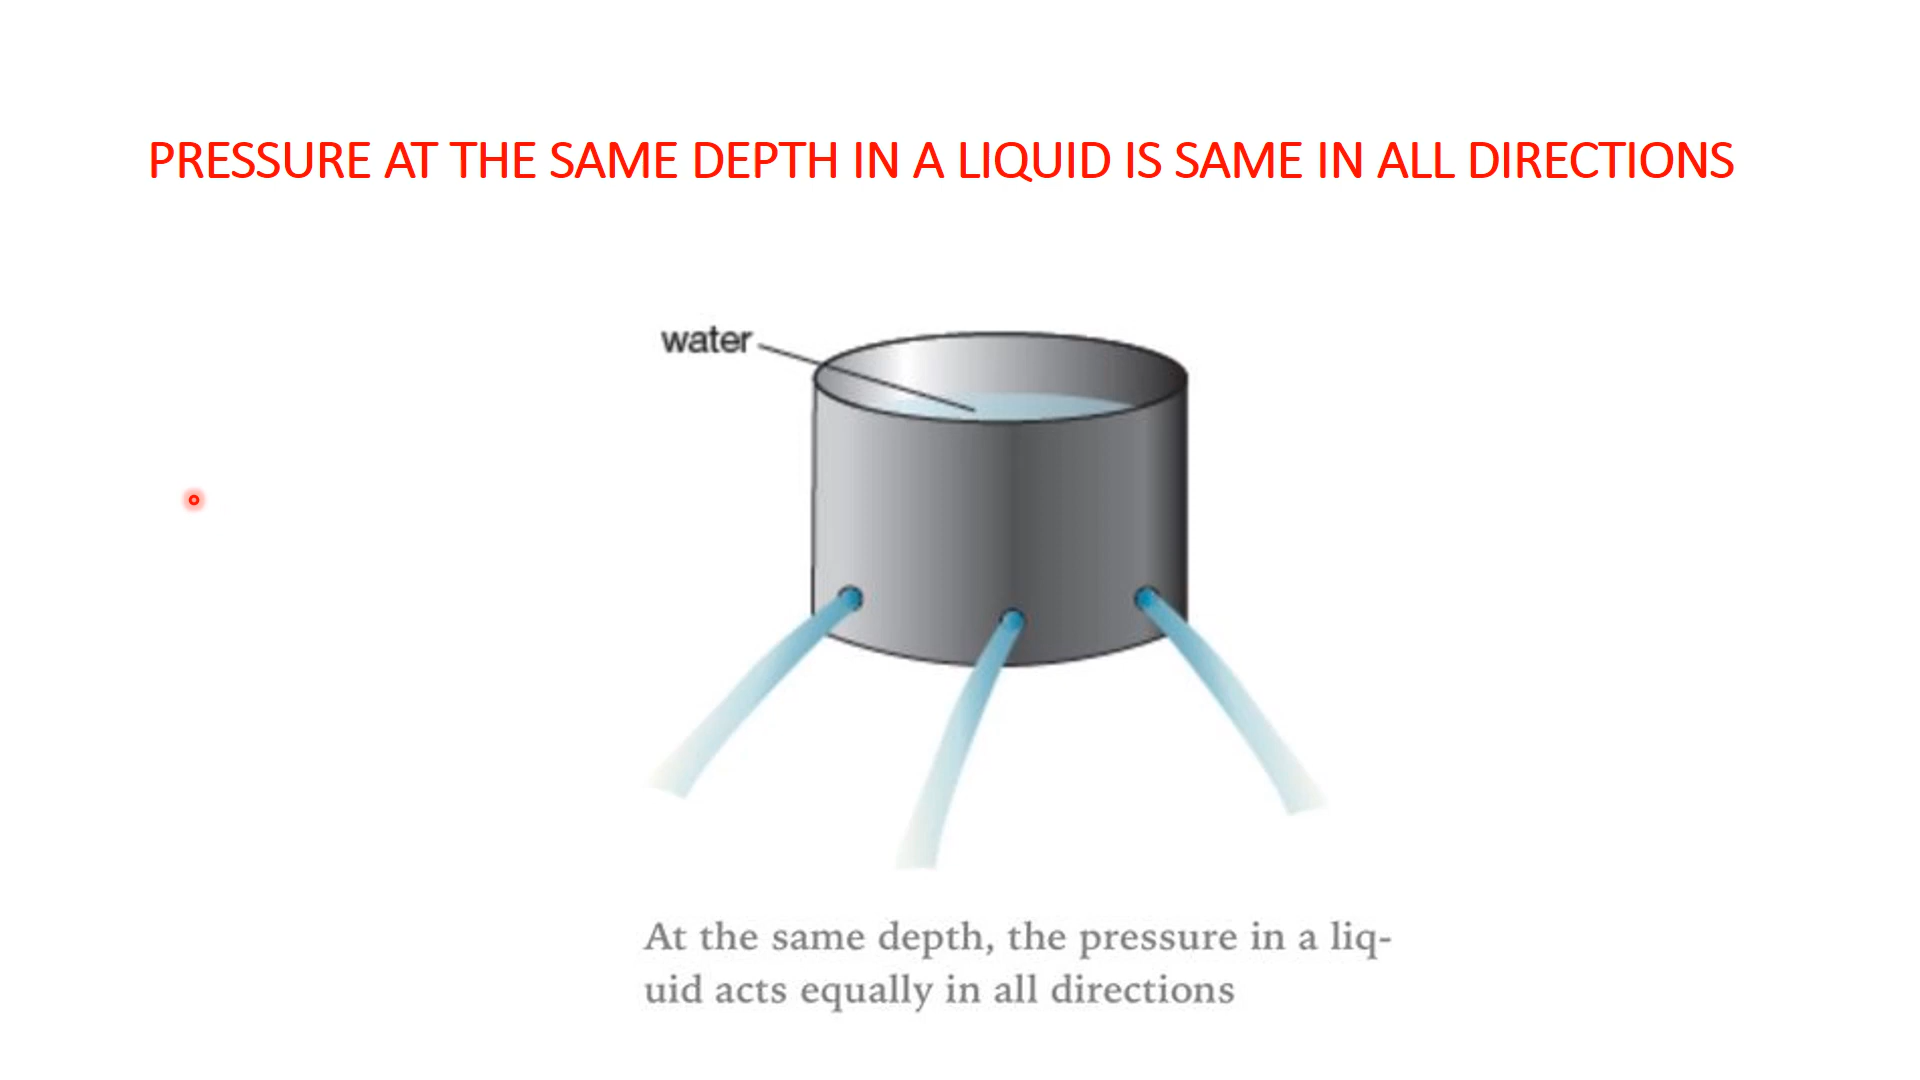 PRESSURE AT THE SAME DEPTH IN A LIQUID IS SAME IN ALL DIRECTIONS
water
At the same depth, the pressure in a liq-
uid acts equally in all directions